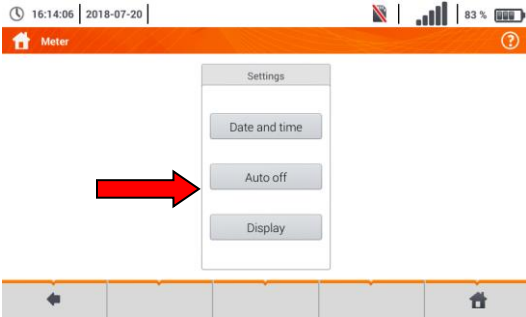 16:14:06 2018-07-20 83 %
Meter ?
Settings
Date and time
Auto off
Display